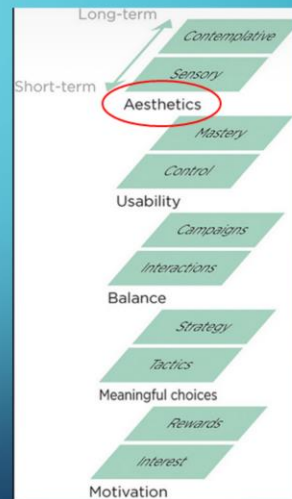 Long-term
Contemplative
Sensory
Short-term
Aesthetics
Mastery
Control
Usability
Campaigns
Interactions
Balance
Strategy
Tactics
Meaningful choices
Rewards
Interest
Motivation